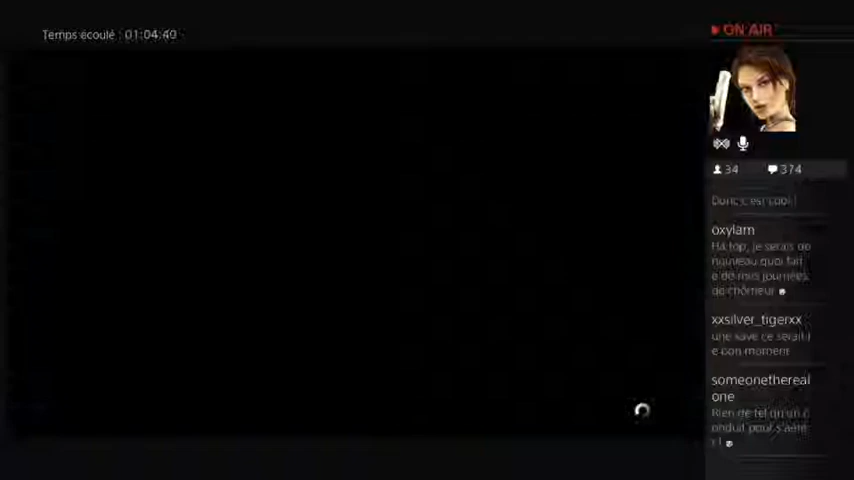 Temps écoulé : 01:04:40
ON AIR
34 374
Donc c'est cool !
oxylam
Ha top, je serais de
nouveau quoi fair
e de mes journées
de chômeur
xxsilver_tigerxx
une save ce serait l
e bon moment
someonethereal
one
Rien de tel qu'un c
onduit pour s'aére
r !